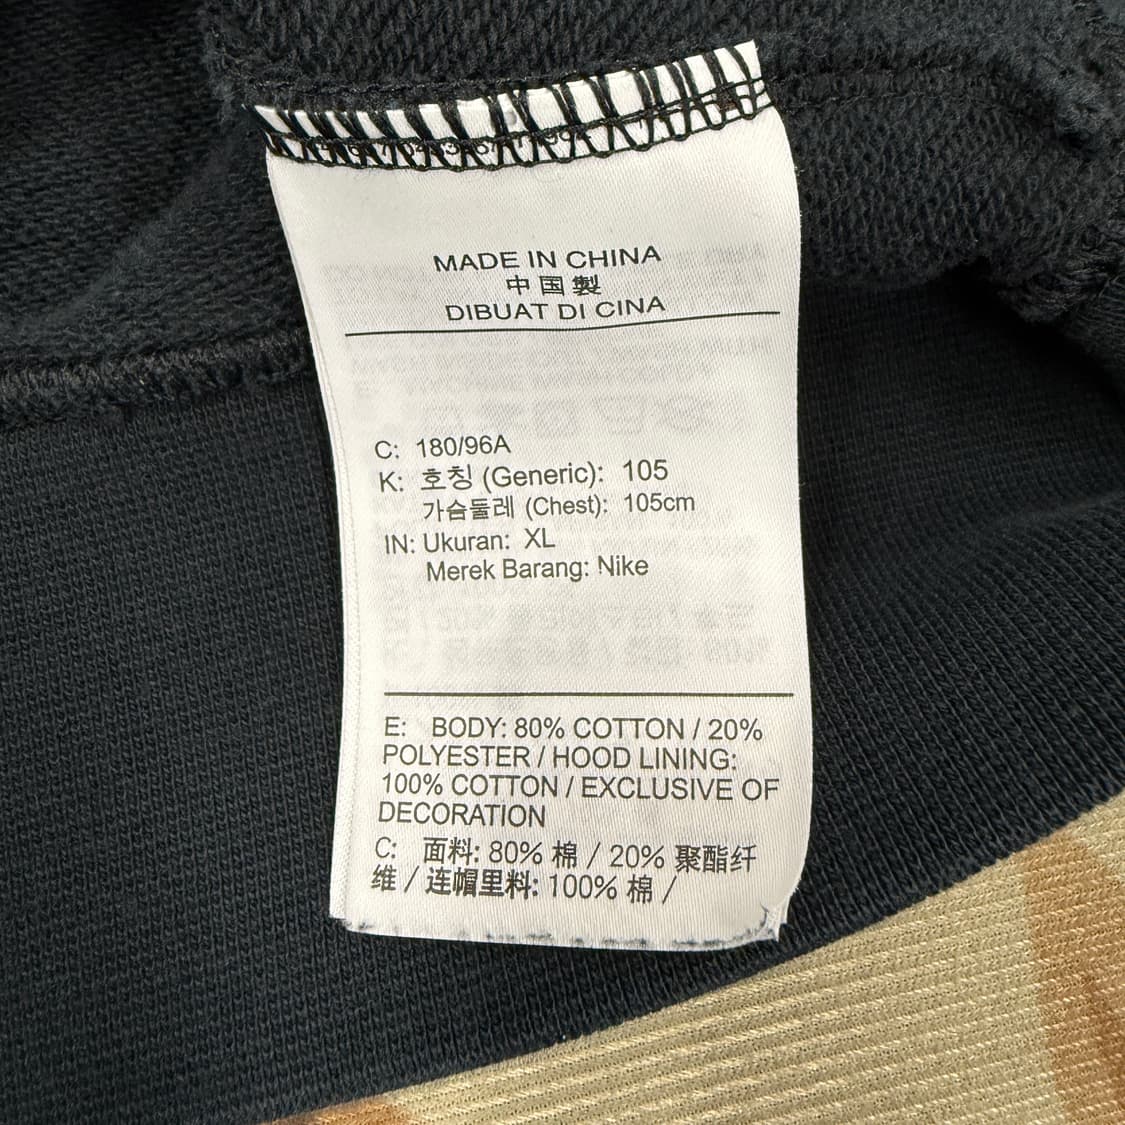 MADE IN CHINA
中国製
DIBUAT DI CINA
C: 180/96A
K: 호칭 (Generic): 105
가슴둘레 (Chest): 105cm
IN: Ukuran: XL
Merek Barang: Nike
E: BODY: 80% COTTON / 20%
POLYESTER / HOOD LINING:
100% COTTON / EXCLUSIVE OF
DECORATION
C: 面料: 80% 棉 / 20% 聚酯纤
维 / 连帽里料: 100% 棉 /